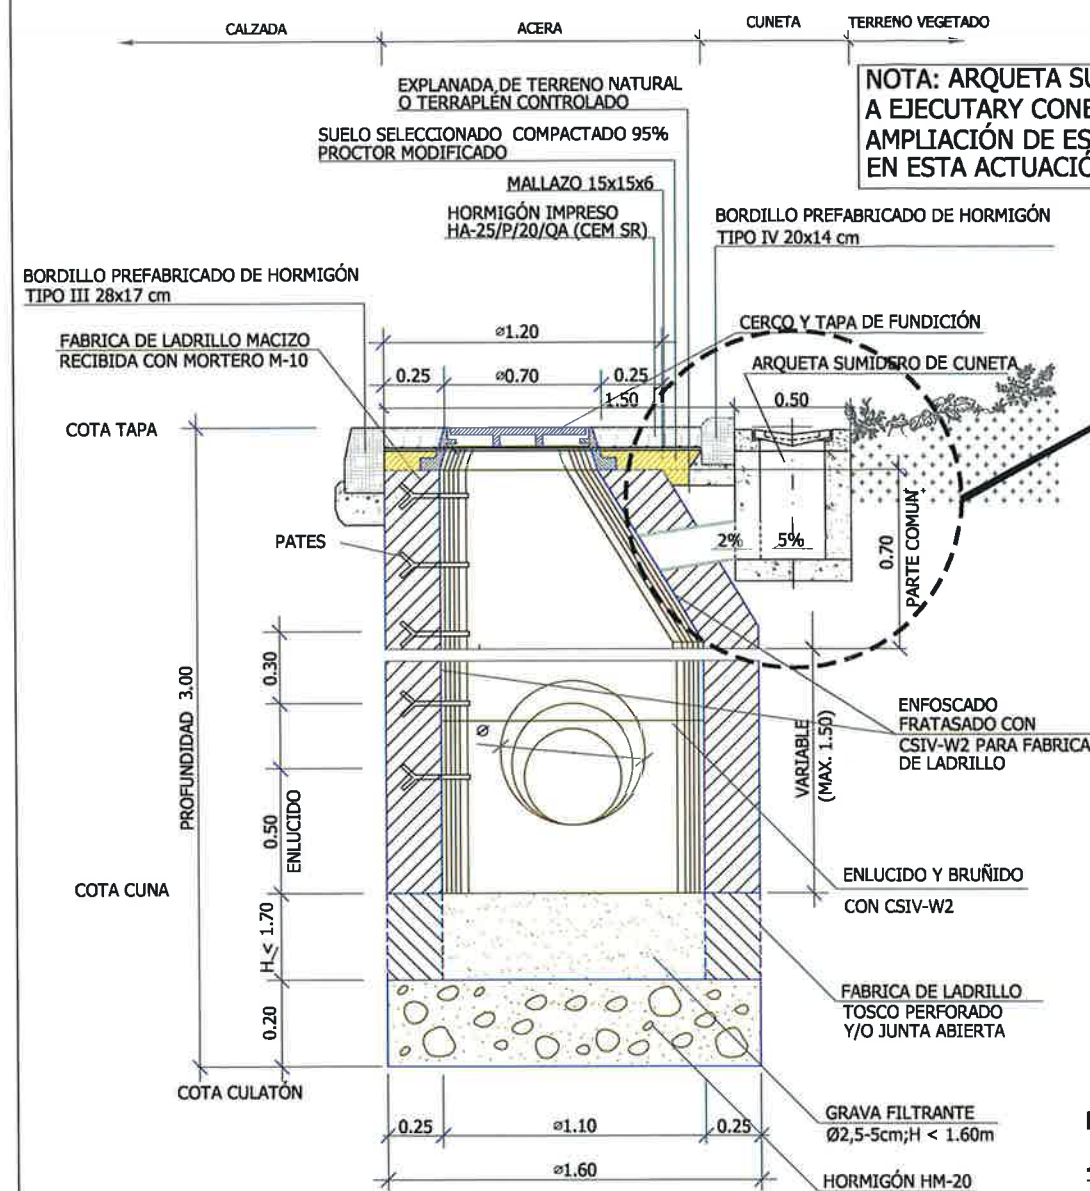 CALZADA
ACERA
CUNETA
TERRENO VEGETADO
EXPLANADA DE TERRENO NATURAL
O TERRAPLÉN CONTROLADO
NOTA: ARQUETA SU
A EJECUTARY CONE
AMPLIACIÓN DE ES
EN ESTA ACTUACIÓ
SUELO SELECCIONADO COMPACTADO 95%
PROCTOR MODIFICADO
MALLAZO 15x15x6
HORMIGÓN IMPRESO
HA-25/P/20/QA (CEM SR)
BORDILLO PREFABRICADO DE HORMIGÓN
TIPO IV 20x14 cm
BORDILLO PREFABRICADO DE HORMIGÓN
TIPO III 28x17 cm
FABRICA DE LADRILLO MACIZO
RECIBIDA CON MORTERO M-10
ø1.20
CERCO Y TAPA DE FUNDICIÓN
ARQUETA SUMIDERO DE CUNETA
0.25
ø0.70
0.25
1.50
0.50
COTA TAPA
PATES
2%
5%
0.70
PARTE COMUN
PROFUNDIDAD 3.00
0.30
ø
VARIABLE
(MAX. 1.50)
ENFOSCADO
FRATASADO CON
CSIV-W2 PARA FABRICA
DE LADRILLO
0.50
ENLUCIDO
COTA CUNA
ENLUCIDO Y BRUÑIDO
CON CSIV-W2
H < 1.70
FABRICA DE LADRILLO
TOSCO PERFORADO
Y/O JUNTA ABIERTA
0.20
COTA CULATÓN
GRAVA FILTRANTE
Ø2,5-5cm;H < 1.60m
0.25
ø1.10
0.25
ø1.60
HORMIGÓN HM-20